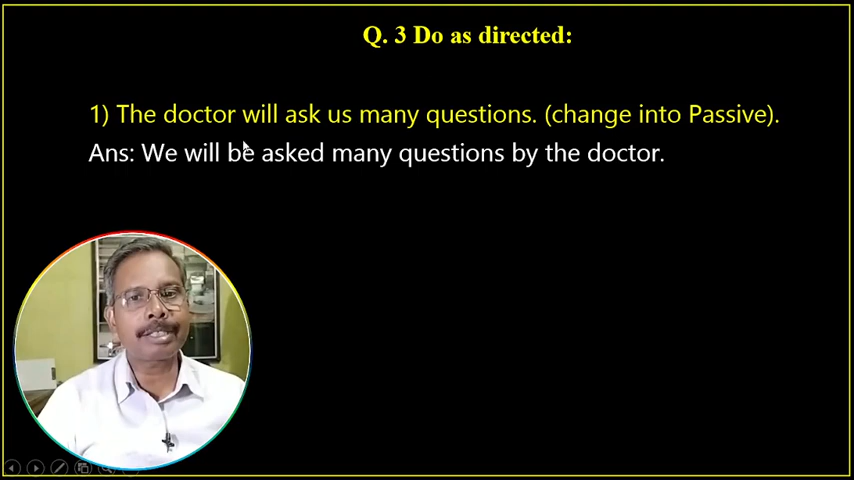 Q. 3 Do as directed:
1) The doctor will ask us many questions. (change into Passive).
Ans: We will be asked many questions by the doctor.